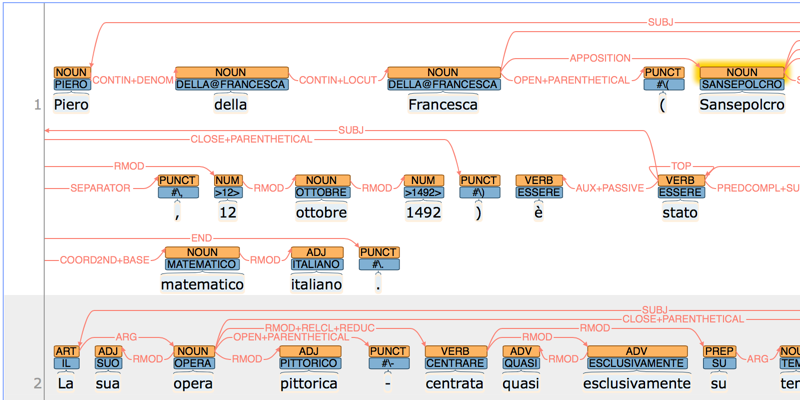 SUBJ
APPOSITION
NOUN NOUN NOUN PUNCT NOUN
CONTIN+DENOM CONTIN+LOCUT OPEN+PARENTHETICAL
PIERO DELLA@FRANCESCA DELLA@FRANCESCA #\( SANSEPOLCRO
1 Piero della Francesca ( Sansepolcro
SUBJ
CLOSE+PARENTHETICAL
RMOD TOP
PUNCT NUM NOUN NUM PUNCT VERB VERB
SEPARATOR RMOD RMOD AUX+PASSIVE PREDCOMPL+SU
#\, >12> OTTOBRE >1492> #\) ESSERE ESSERE
, 12 ottobre 1492 ) è stato
END
NOUN ADJ PUNCT
COORD2ND+BASE RMOD
MATEMATICO ITALIANO #\.
matematico italiano .
SUBJ
CLOSE+PARENTHETICAL
RMOD+RELCL+REDUC RMOD
ARG OPEN+PARENTHETICAL RMOD
ART ADJ NOUN ADJ PUNCT VERB ADV ADV PREP NOU
RMOD RMOD RMOD ARG
IL SUO OPERA PITTORICO #\- CENTRARE QUASI ESCLUSIVAMENTE SU TEM
2 La sua opera pittorica - centrata quasi esclusivamente su ter